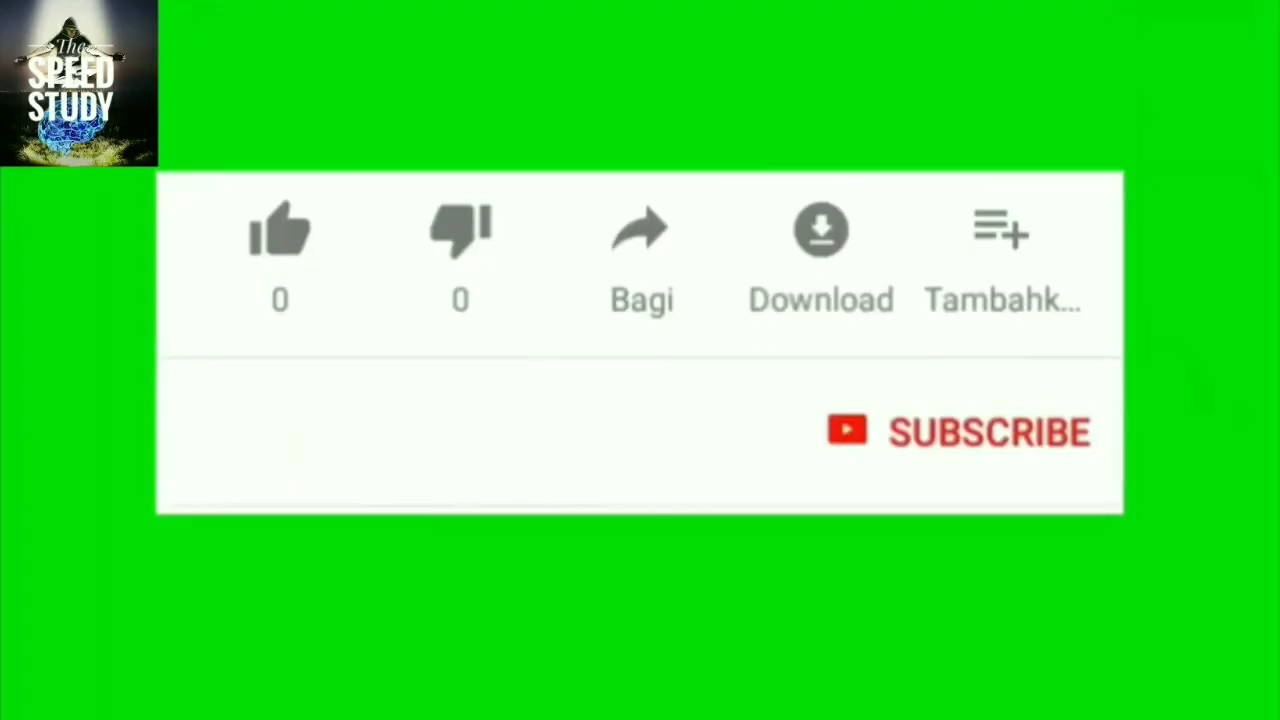 The
SPEED
STUDY
0 0 Bagi Download Tambahk...
SUBSCRIBE